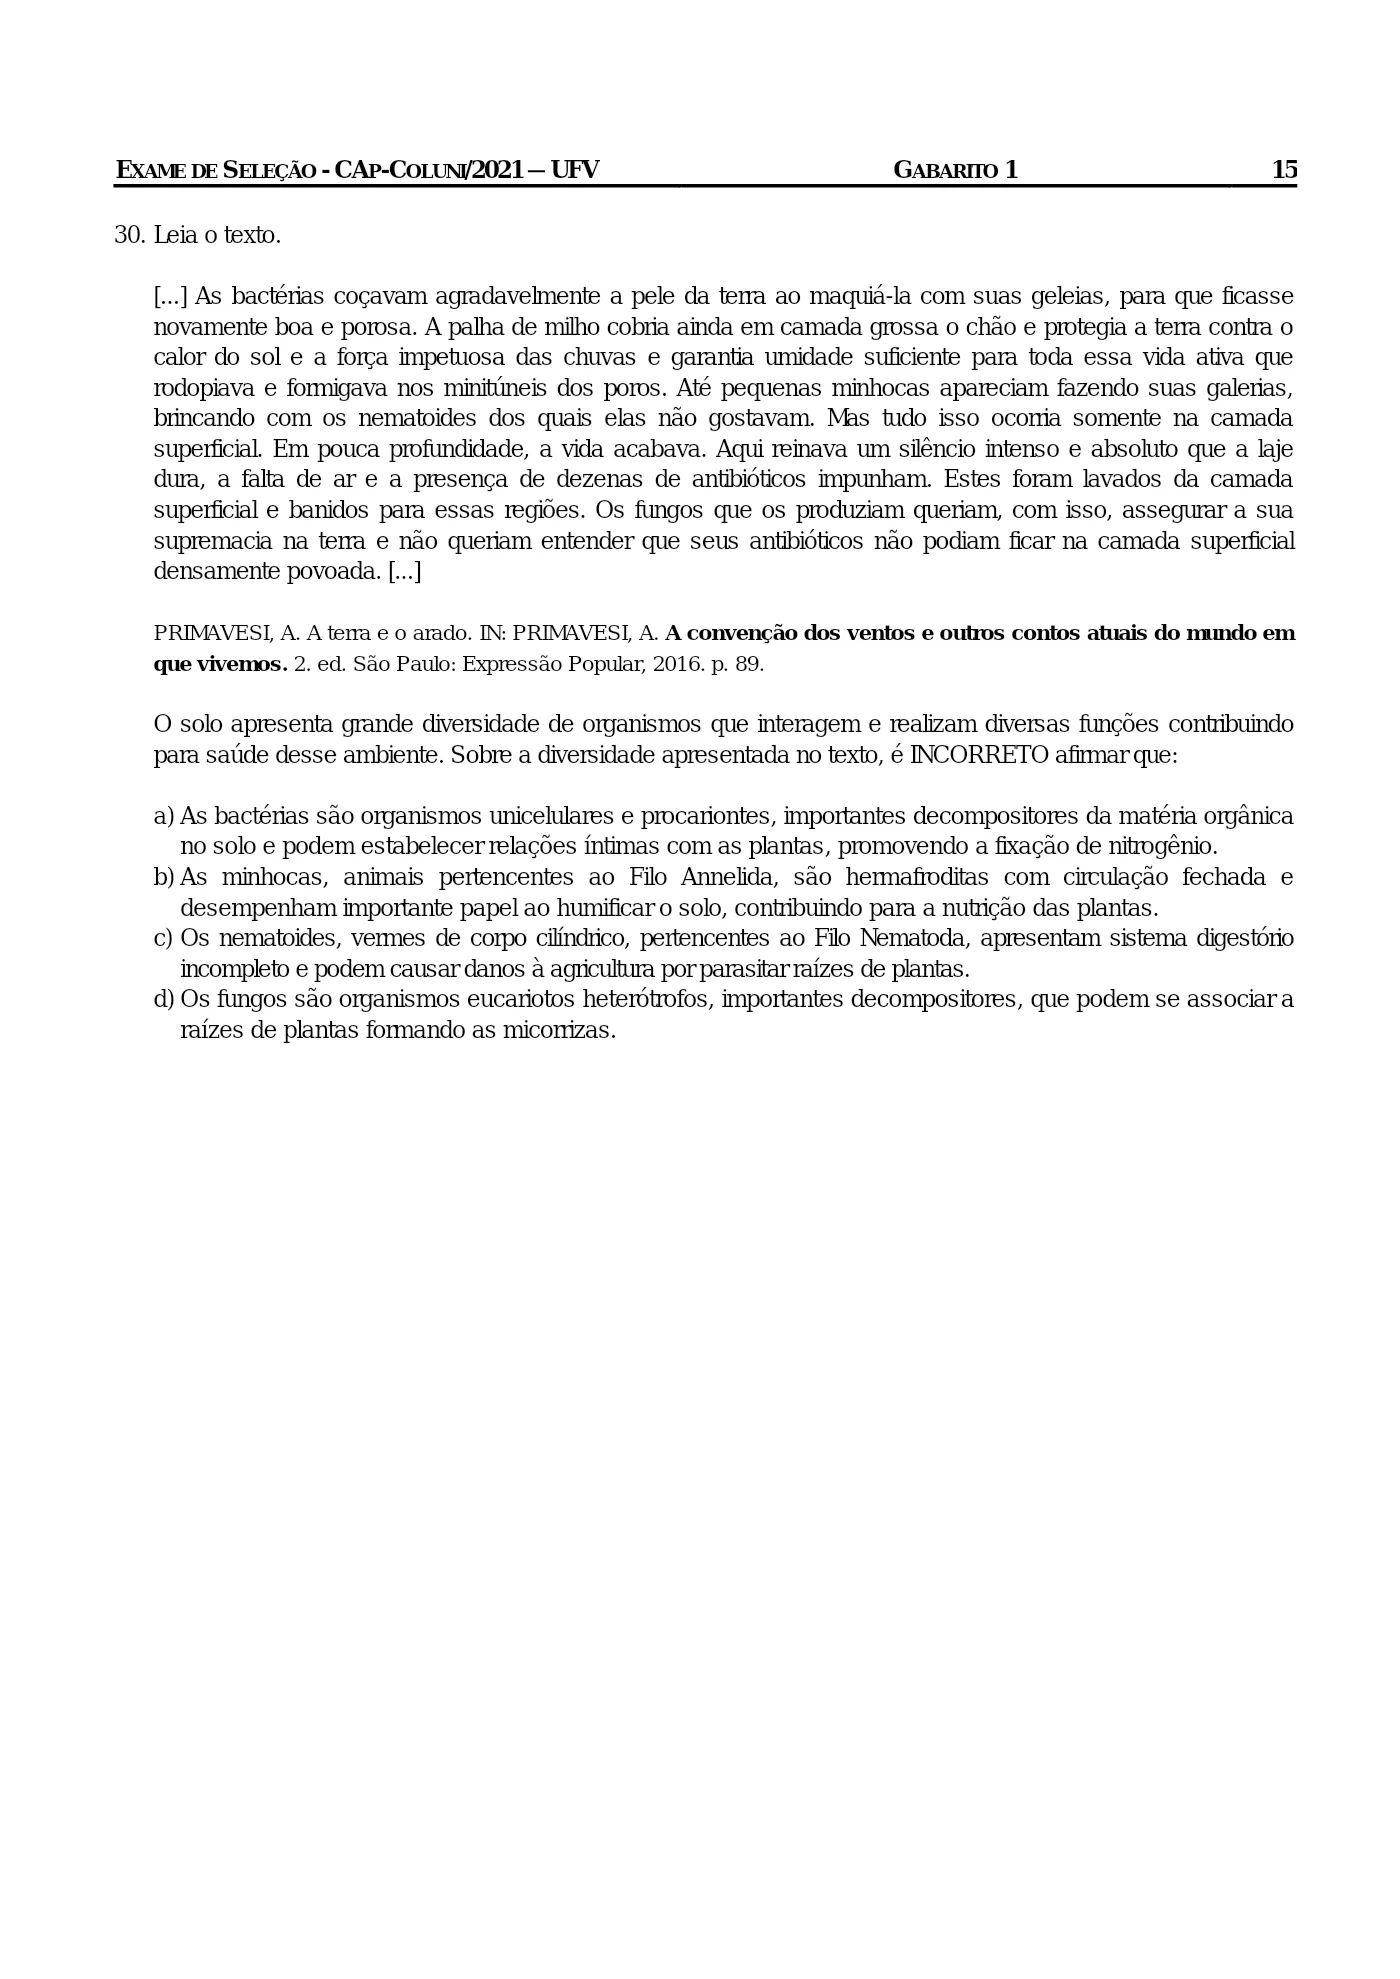 EXAME DE SELEÇÃO - CAP-COLUNI/2021 — UFV GABARITO 1 15
30. Leia o texto.
[...] As bactérias coçavam agradavelmente a pele da terra ao maquiá-la com suas geleias, para que ficasse
novamente boa e porosa. A palha de milho cobria ainda em camada grossa o chão e protegia a terra contra o
calor do sol e a força impetuosa das chuvas e garantia umidade suficiente para toda essa vida ativa que
rodopiava e formigava nos minitúneis dos poros. Até pequenas minhocas apareciam fazendo suas galerias,
brincando com os nematoides dos quais elas não gostavam. Mas tudo isso ocorria somente na camada
superficial. Em pouca profundidade, a vida acabava. Aqui reinava um silêncio intenso e absoluto que a laje
dura, a falta de ar e a presença de dezenas de antibióticos impunham. Estes foram lavados da camada
superficial e banidos para essas regiões. Os fungos que os produziam queriam, com isso, assegurar a sua
supremacia na terra e não queriam entender que seus antibióticos não podiam ficar na camada superficial
densamente povoada. [...]
PRIMAVESI, A. A terra e o arado. IN: PRIMAVESI, A. A convenção dos ventos e outros contos atuais do mundo em
que vivemos. 2. ed. São Paulo: Expressão Popular, 2016. p. 89.
O solo apresenta grande diversidade de organismos que interagem e realizam diversas funções contribuindo
para saúde desse ambiente. Sobre a diversidade apresentada no texto, é INCORRETO afirmar que:
a) As bactérias são organismos unicelulares e procariontes, importantes decompositores da matéria orgânica
no solo e podem estabelecer relações íntimas com as plantas, promovendo a fixação de nitrogênio.
b) As minhocas, animais pertencentes ao Filo Annelida, são hermafroditas com circulação fechada e
desempenham importante papel ao humificar o solo, contribuindo para a nutrição das plantas.
c) Os nematoides, vermes de corpo cilíndrico, pertencentes ao Filo Nematoda, apresentam sistema digestório
incompleto e podem causar danos à agricultura por parasitar raízes de plantas.
d) Os fungos são organismos eucariotos heterótrofos, importantes decompositores, que podem se associar a
raízes de plantas formando as micorrizas.